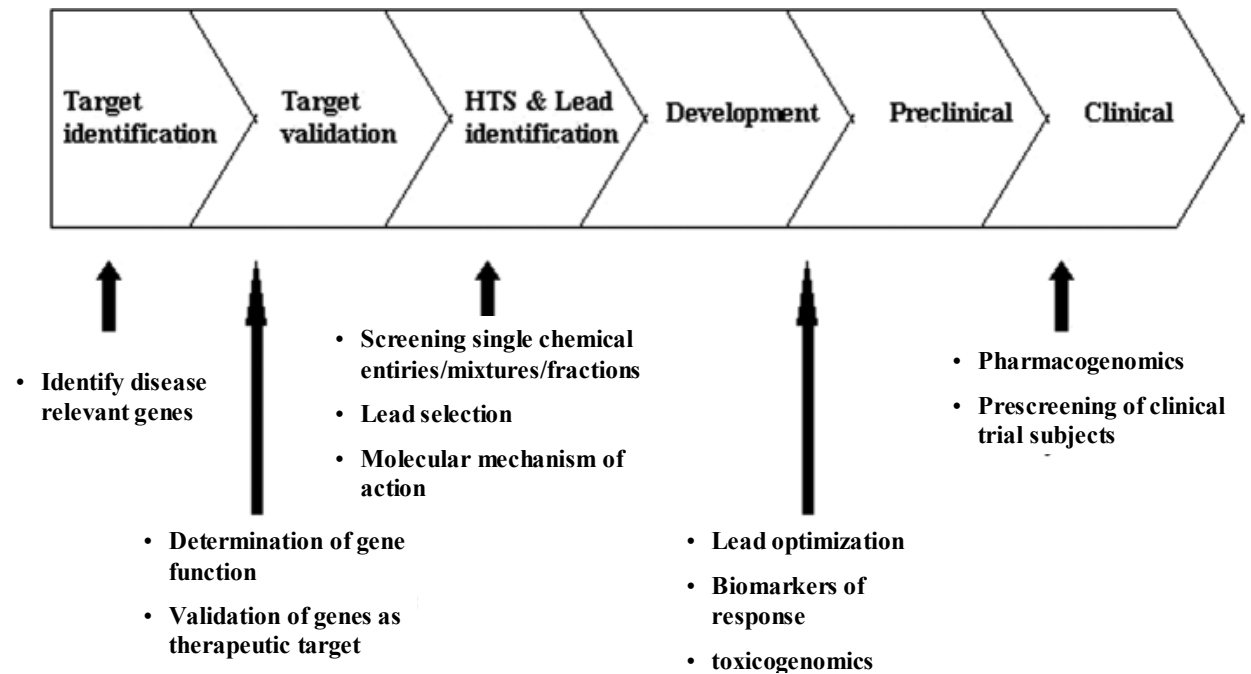 Target
identification
Target
validation
HTS & Lead
identification
Development
Preclinical
Clinical
• Identify disease
relevant genes
• Determination of gene
function
• Validation of genes as
therapeutic target
• Screening single chemical
entiries/mixtures/fractions
• Lead selection
• Molecular mechanism of
action
• Lead optimization
• Biomarkers of
response
• toxicogenomics
• Pharmacogenomics
• Prescreening of clinical
trial subjects